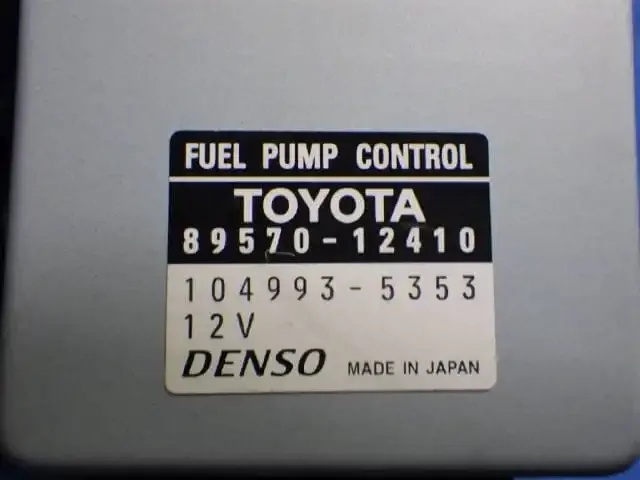 FUEL PUMP CONTROL
TOYOTA
89570-12410
104993-5353
12V
DENSO MADE IN JAPAN